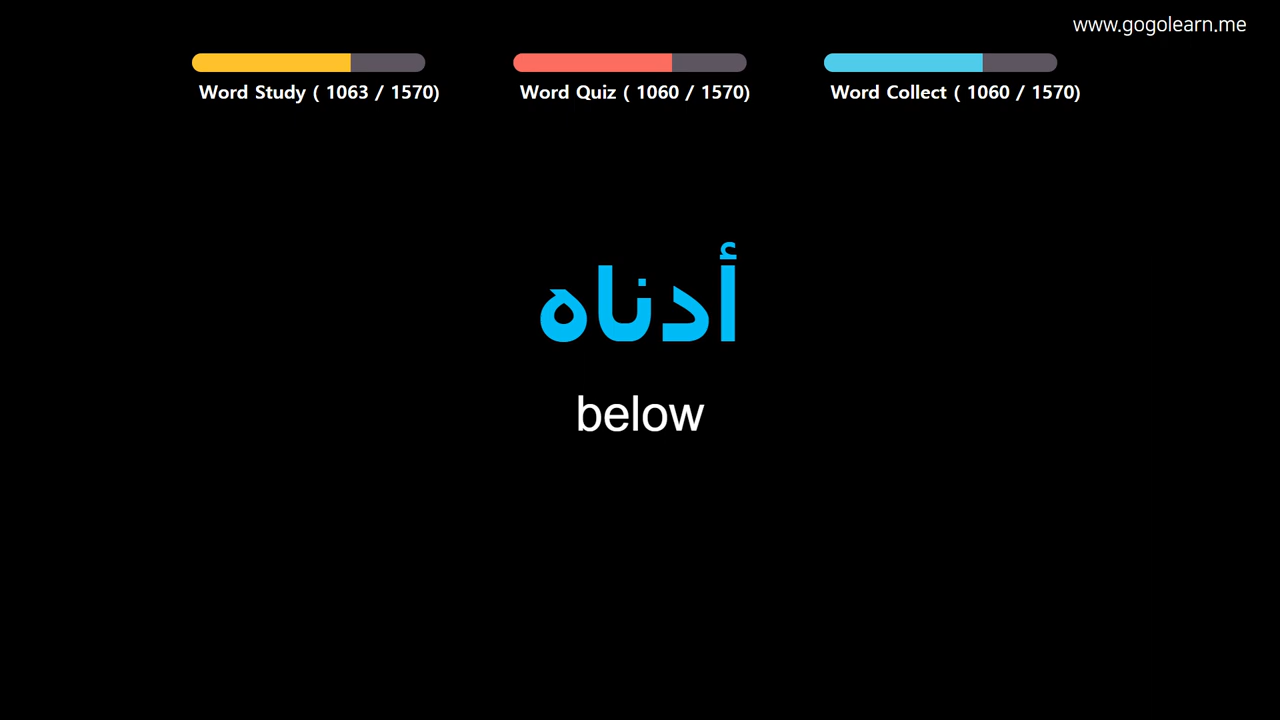 www.gogolearn.me
Word Study ( 1063 / 1570)
Word Quiz ( 1060 / 1570)
Word Collect ( 1060 / 1570)
أدناه
below